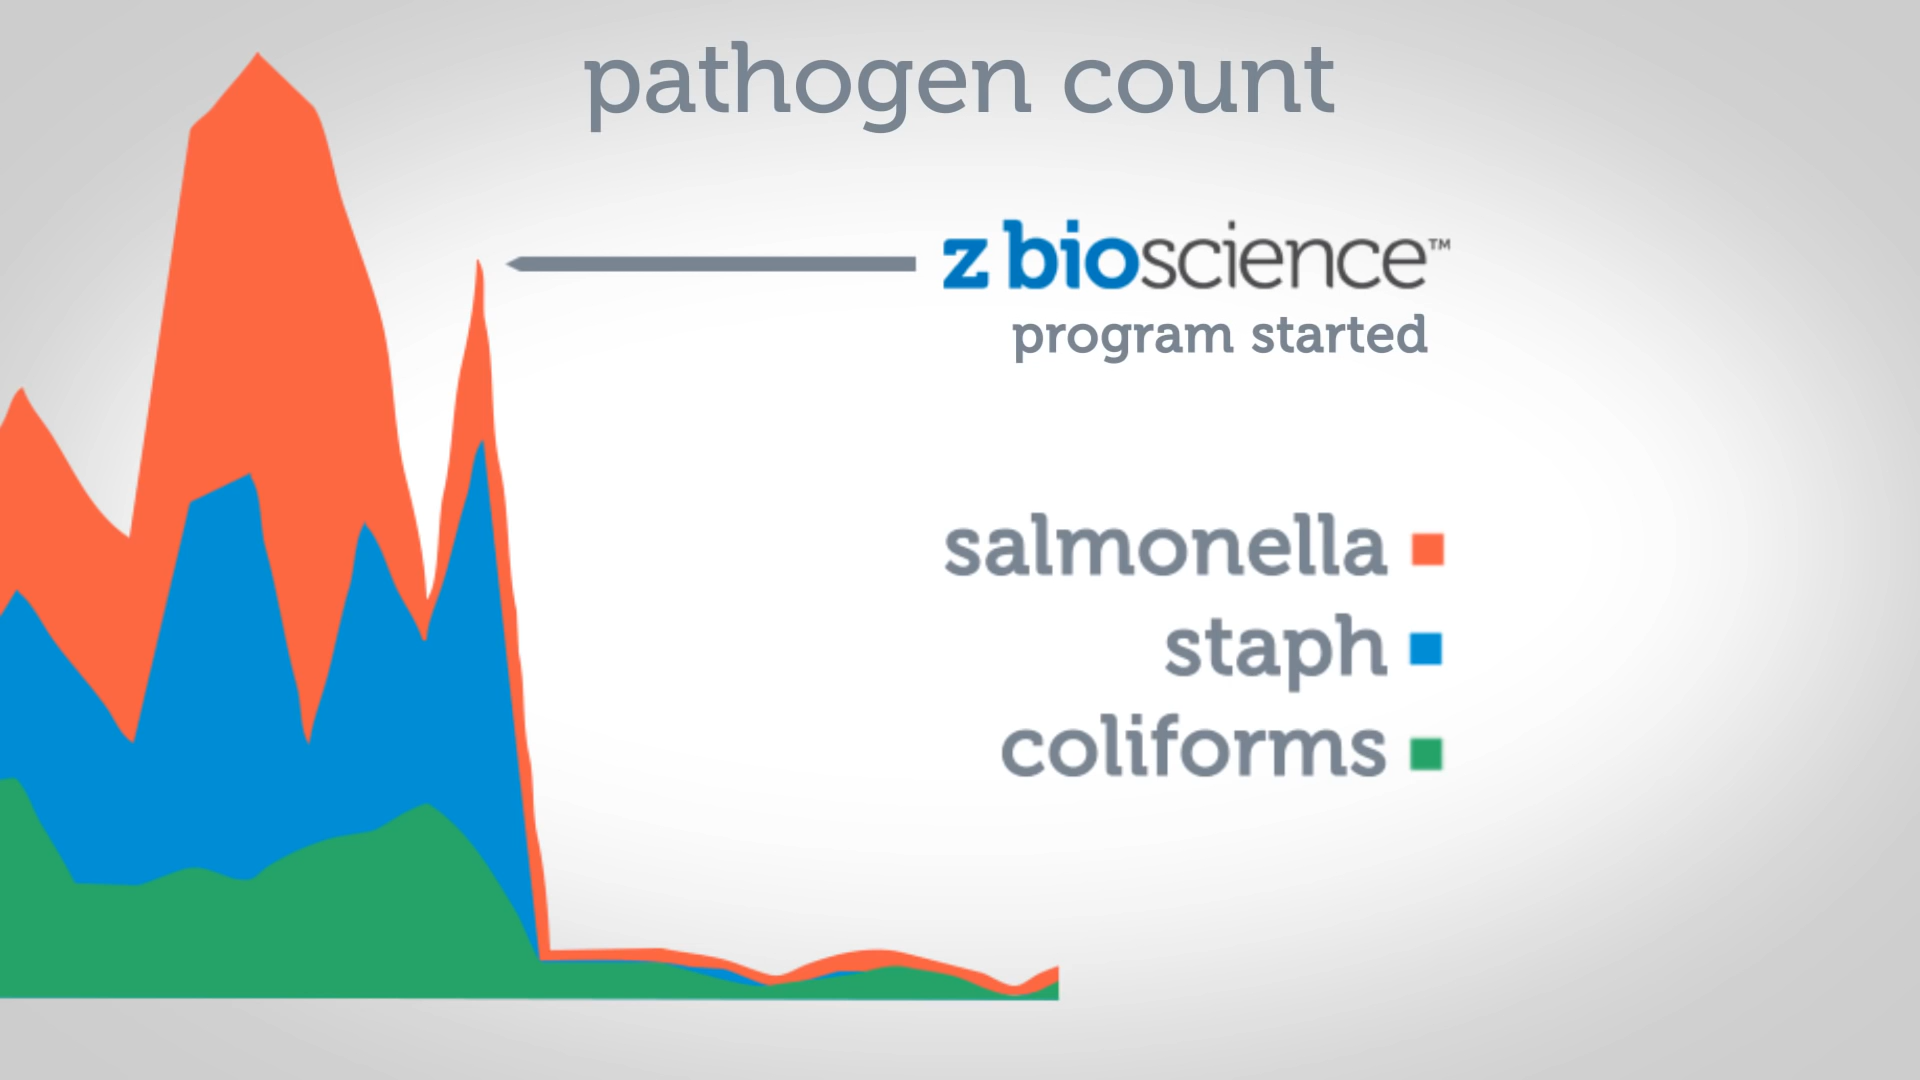 pathogen count
z bioscience™
program started
salmonella
staph
coliforms